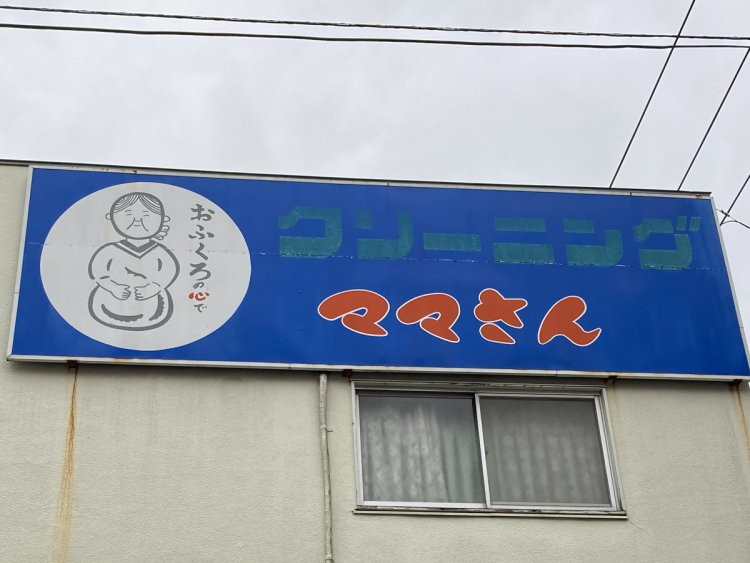 おふくろの心で
クリーニング
ママさん